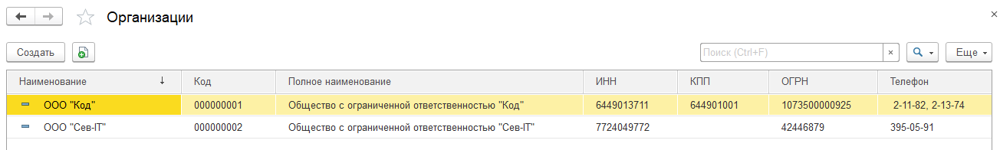 Организации
Создать Поиск (Ctrl+F) Еще
Наименование Код Полное наименование ИНН КПП ОГРН Телефон
ООО "Код" 000000001 Общество с ограниченной ответственностью "Код" 6449013711 644901001 1073500000925 2-11-82, 2-13-74
ООО "Сев-IT" 000000002 Общество с ограниченной ответственностью "Сев-IT" 7724049772 42446879 395-05-91